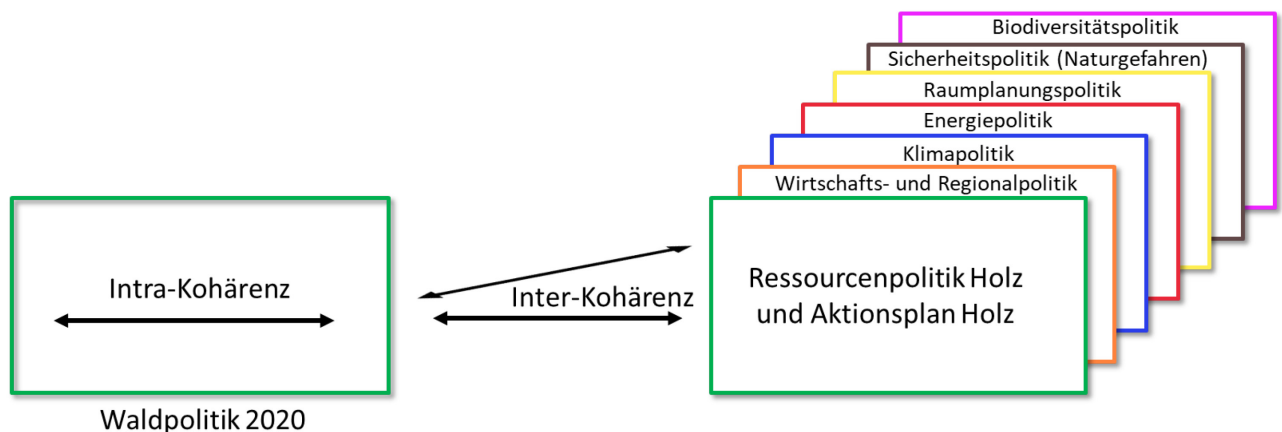 Biodiversitätspolitik
Sicherheitspolitik (Naturgefahren)
Raumplanungspolitik
Energiepolitik
Klimapolitik
Wirtschafts- und Regionalpolitik
Ressourcenpolitik Holz
und Aktionsplan Holz
Intra-Kohärenz
Inter-Kohärenz
Waldpolitik 2020